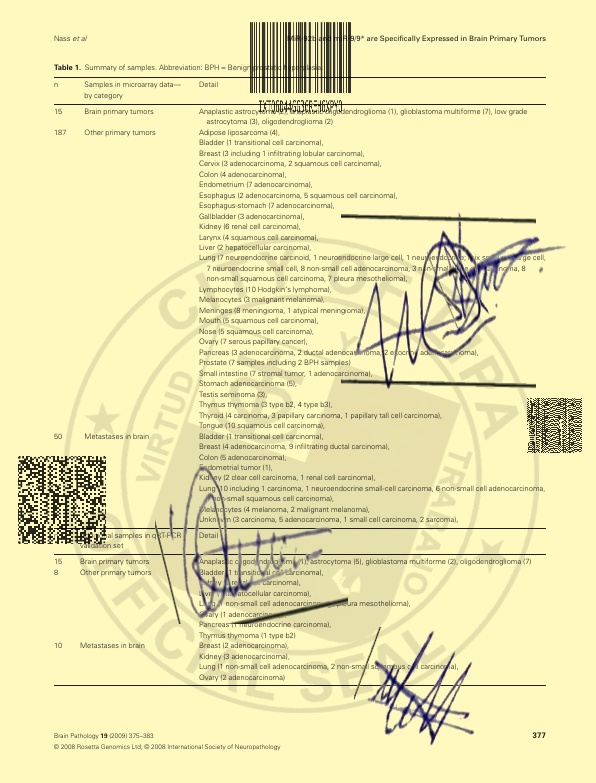 Nass et al
MiR-92b and miR-9/9* are Specifically Expressed in Brain Primary Tumors
Table 1. Summary of samples. Abbreviation: BPH = Benign prostatic hyperplasia.
n Samples in microarray data— Detail
by category
15 Brain primary tumors Anaplastic astrocytoma (2), anaplastic oligodendroglioma (1), glioblastoma multiforme (7), low grade
astrocytoma (3), oligodendroglioma (2)
187 Other primary tumors Adipose liposarcoma (4),
Bladder (1 transitional cell carcinoma),
Breast (3 including 1 infiltrating lobular carcinoma),
Cervix (3 adenocarcinoma, 2 squamous cell carcinoma),
Colon (4 adenocarcinoma),
Endometrium (7 adenocarcinoma),
Esophagus (2 adenocarcinoma, 5 squamous cell carcinoma),
Esophagus-stomach (7 adenocarcinoma),
Gallbladder (3 adenocarcinoma),
Kidney (6 renal cell carcinoma),
Larynx (4 squamous cell carcinoma),
Liver (2 hepatocellular carcinoma),
Lung (7 neuroendocrine carcinoid, 1 neuroendocrine large cell, 1 large cell,
7 neuroendocrine small cell, 8 non-small cell adenocarcinoma, 3 8
non-small squamous cell carcinoma, 7 pleura mesothelioma),
Lymphocytes (10 Hodgkin's lymphoma),
Melanocytes (3 malignant melanoma),
Meninges (8 meningioma, 1 atypical meningioma),
Mouth (5 squamous cell carcinoma),
Nose (5 squamous cell carcinoma),
Ovary (7 serous papillary cancer),
Pancreas (3 adenocarcinoma, 2 ductal adenocarcinoma, 2 exocrine adenocarcinoma),
Prostate (7 samples including 2 BPH samples)
Small intestine (7 stromal tumor, 1 adenocarcinoma),
Stomach adenocarcinoma (5),
Testis seminoma (3),
Thymus thymoma (3 type b2, 4 type b3),
Thyroid (4 carcinoma, 3 papillary carcinoma, 1 papillary tall cell carcinoma),
Tongue (10 squamous cell carcinoma)
50 Metastases in brain Bladder (1 transitional cell carcinoma),
Breast (4 adenocarcinoma, 9 infiltrating ductal carcinoma),
Colon (5 adenocarcinoma),
Endometrial tumor (1),
Kidney (2 clear cell carcinoma, 1 renal cell carcinoma),
Lung (10 including 1 carcinoma, 1 neuroendocrine small-cell carcinoma, 6 non-small cell adenocarcinoma,
non-small squamous cell carcinoma),
Melanocytes (4 melanoma, 2 malignant melanoma),
Unknown (3 carcinoma, 5 adenocarcinoma, 1 small cell carcinoma, 2 sarcoma),
samples in qRT-PCR Detail
validation set
15 Brain primary tumors Anaplastic oligodendroglioma (1), astrocytoma (5), glioblastoma multiforme (2), oligodendroglioma (7)
8 Other primary tumors Bladder (1 transitional cell carcinoma),
Kidney (1 renal cell carcinoma),
Liver (1 hepatocellular carcinoma),
Lung (1 non-small cell adenocarcinoma, pleura mesothelioma),
Ovary (1 adenocarcinoma),
Pancreas (1 neuroendocrine carcinoma),
Thymus thymoma (1 type b2)
10 Metastases in brain Breast (2 adenocarcinoma),
Kidney (3 adenocarcinoma),
Lung (1 non-small cell adenocarcinoma, 2 non-small squamous cell carcinoma),
Ovary (2 adenocarcinoma)
OFFICIAL SEAL
Brain Pathology 19 (2009) 375–383
© 2008 Rosetta Genomics Ltd; © 2008 International Society of Neuropathology
377